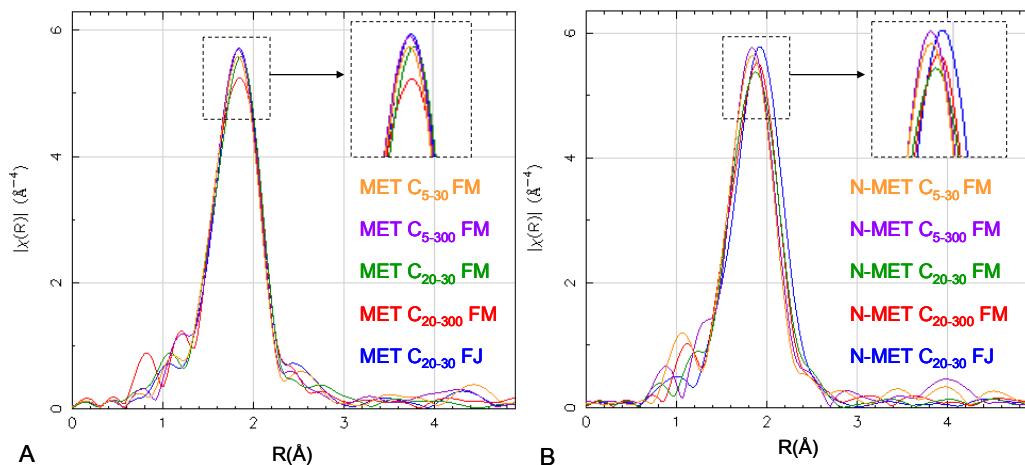 6
4
2
0
|χ(R)| (Å⁻⁴)
0
1
2
3
4
MET C₅₋₃₀ FM
MET C₅₋₃₀₀ FM
MET C₂₀₋₃₀ FM
MET C₂₀₋₃₀₀ FM
MET C₂₀₋₃₀ FJ
A
R(Å)
6
4
2
0
|χ(R)| (Å⁻⁴)
0
1
2
3
4
N-MET C₅₋₃₀ FM
N-MET C₅₋₃₀₀ FM
N-MET C₂₀₋₃₀ FM
N-MET C₂₀₋₃₀₀ FM
N-MET C₂₀₋₃₀ FJ
B
R(Å)